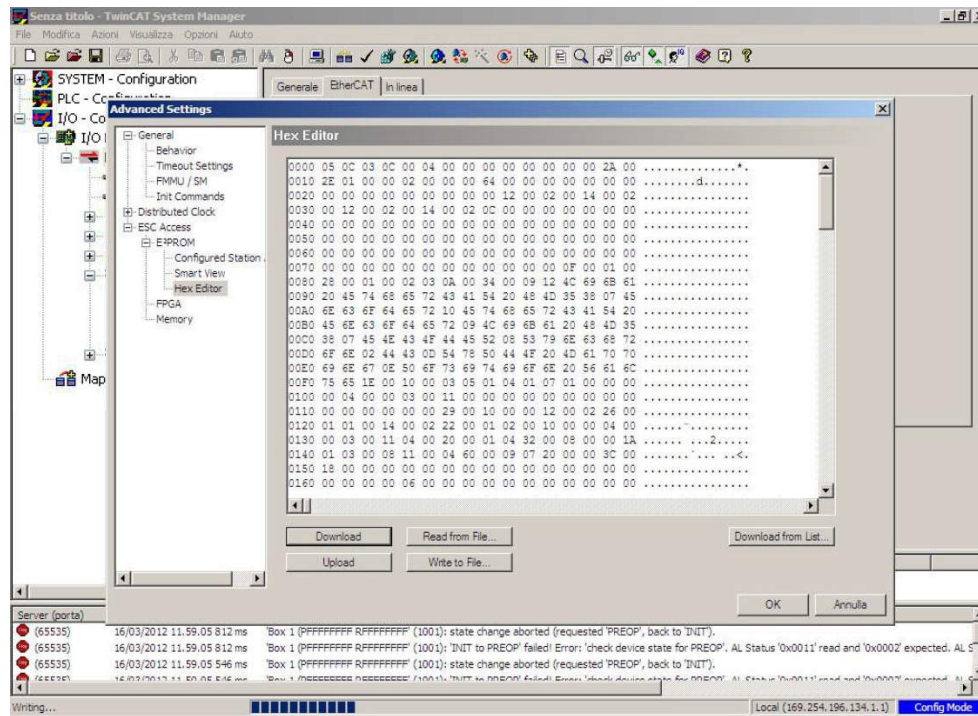 Senza titolo - TwinCAT System Manager
File Modifica Azioni Visualizza Opzioni Aiuto
SYSTEM - Configuration
PLC - Configuration
I/O - Co
I/O
Map
Generale EtherCAT In linea
Advanced Settings
General
Behavior
Timeout Settings
FMMU / SM
Init Commands
Distributed Clock
ESC Access
E²PROM
Configured Station
Smart View
Hex Editor
FPGA
Memory
Hex Editor
0000 05 0C 03 0C 00 04 00 00 00 00 00 00 00 00 2A 00 ..............*.
0010 2E 01 00 00 02 00 00 00 64 00 00 00 00 00 00 00 ........d.......
0020 00 00 00 00 00 00 00 00 00 00 12 00 02 00 14 00 02 ................
0030 00 12 00 02 00 14 00 02 0C 00 00 00 00 00 00 00 ................
0040 00 00 00 00 00 00 00 00 00 00 00 00 00 00 00 00 ................
0050 00 00 00 00 00 00 00 00 00 00 00 00 00 00 00 00 ................
0060 00 00 00 00 00 00 00 00 00 00 00 00 00 00 00 00 ................
0070 00 00 00 00 00 00 00 00 00 00 00 00 0F 00 01 00 ................
0080 28 00 01 00 02 03 0A 00 34 00 09 12 4C 69 6B 61 ................
0090 20 45 74 68 65 72 43 41 54 20 48 4D 35 38 07 45 ................
00A0 6E 63 6F 64 65 72 10 45 74 68 65 72 43 41 54 20 ................
00B0 45 6E 63 6F 64 65 72 09 4C 69 6B 61 20 48 4D 35 ................
00C0 38 07 45 4E 43 4F 44 45 52 08 53 79 6E 63 68 72 ................
00D0 6F 6E 02 44 43 0D 54 78 50 44 4F 20 4D 61 70 70 ................
00E0 69 6E 67 0E 50 6F 73 69 74 69 6F 6E 20 56 61 6C ................
00F0 75 65 1E 00 10 00 03 05 01 04 01 07 01 00 00 00 ................
0100 00 04 00 00 03 00 11 00 00 00 00 00 00 00 00 00 ................
0110 00 00 00 00 00 00 29 00 10 00 00 12 00 02 26 00 ................
0120 01 01 00 14 00 02 22 00 01 02 00 10 00 00 04 00 ................
0130 00 03 00 11 04 00 20 00 01 04 32 00 08 00 00 1A ...... ...2.....
0140 01 03 00 08 11 00 04 60 00 09 07 20 00 00 3C 00 .......`... ..<.
0150 18 00 00 00 00 00 00 00 00 00 00 00 00 00 00 00 ................
0160 00 00 00 00 06 00 00 00 00 00 00 00 00 00 00 00 ................
Download Read from File... Download from List...
Upload Write to File...
OK Annulla
Server (porta)
(65535) 16/03/2012 11.59.05 812 ms 'Box 1 (PFFFFFFFF RFFFFFFFF' (1001): state change aborted (requested 'PREOP', back to 'INIT').
(65535) 16/03/2012 11.59.05 812 ms 'Box 1 (PFFFFFFFF RFFFFFFFF' (1001): 'INIT to PREOP' failed! Error: 'check device state for PREOP'. AL Status '0x0011' read and '0x0002' expected. AL S
(65535) 16/03/2012 11.59.05 546 ms 'Box 1 (PFFFFFFFF RFFFFFFFF' (1001): state change aborted (requested 'PREOP', back to 'INIT').
Writing... Local (169.254.196.134.1.1) Config Mode